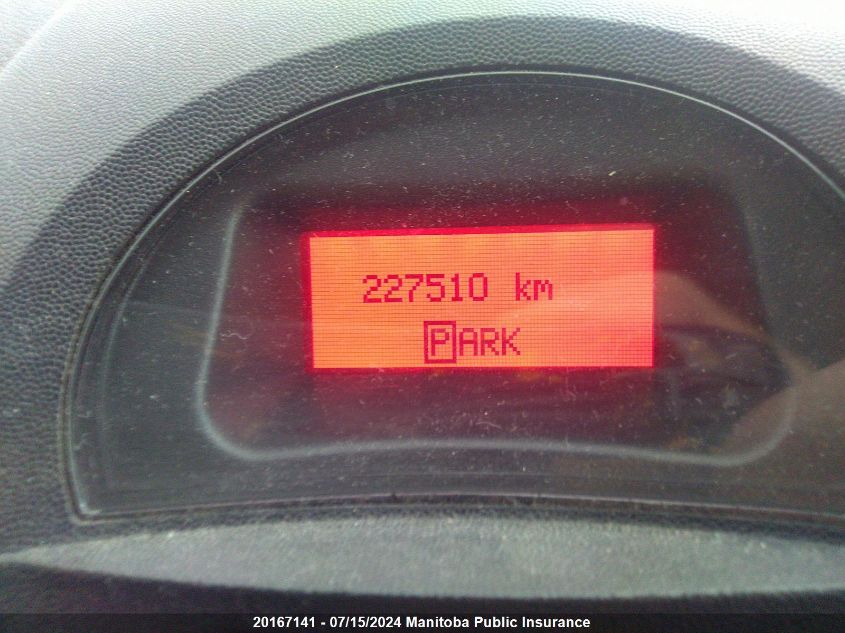 227510 km
PARK
20167141 - 07/15/2024 Manitoba Public Insurance